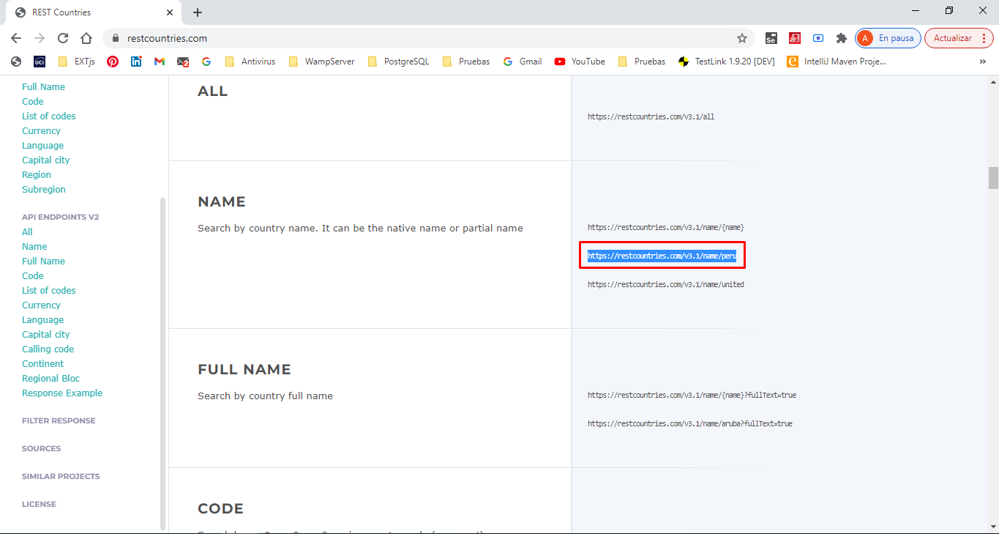 REST Countries
restcountries.com
Se
A En pausa
Actualizar
UCI
EXTjs
2
Antivirus
WampServer
PostgreSQL
Pruebas
Gmail
YouTube
Pruebas
TestLink 1.9.20 [DEV]
IntelliJ Maven Proje...
Full Name
Code
List of codes
Currency
Language
Capital city
Region
Subregion
API ENDPOINTS V2
All
Name
Full Name
Code
List of codes
Currency
Language
Capital city
Calling code
Continent
Regional Bloc
Response Example
FILTER RESPONSE
SOURCES
SIMILAR PROJECTS
LICENSE
ALL
https://restcountries.com/v3.1/all
NAME
Search by country name. It can be the native name or partial name
https://restcountries.com/v3.1/name/{name}
https://restcountries.com/v3.1/name/peru
https://restcountries.com/v3.1/name/united
FULL NAME
Search by country full name
https://restcountries.com/v3.1/name/{name}?fullText=true
https://restcountries.com/v3.1/name/aruba?fullText=true
CODE